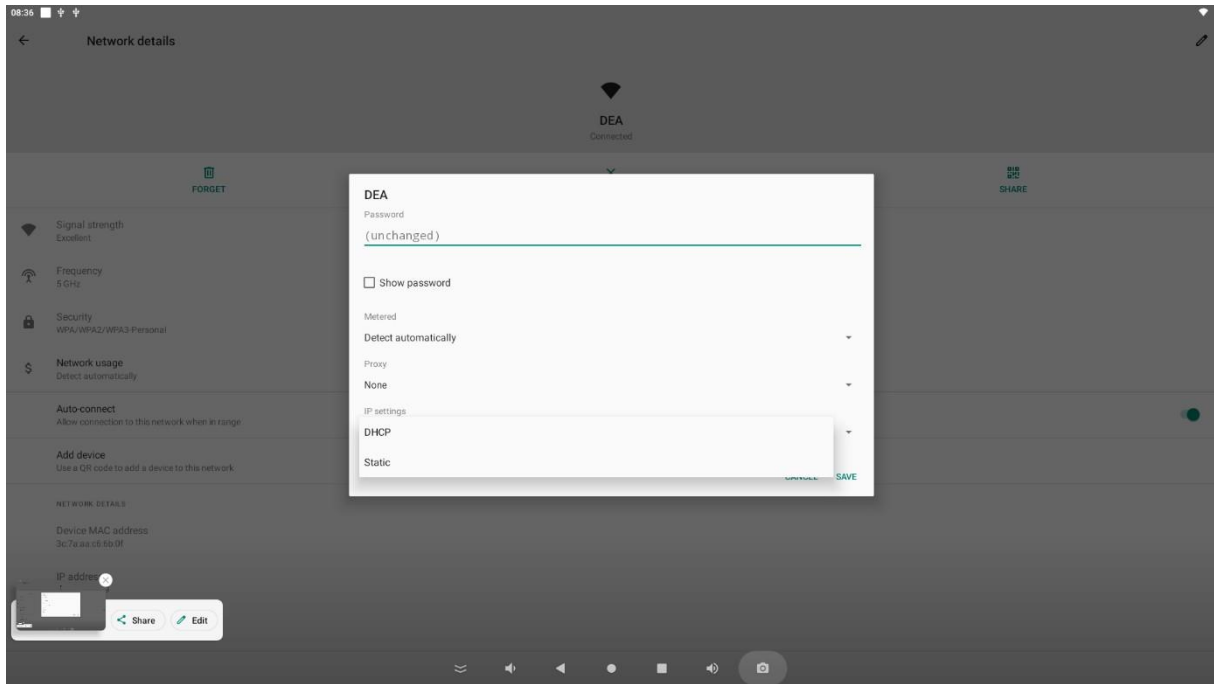 08:36
Network details
DEA
Connected
FORGET
SHARE
DEA
Password
(unchanged)
Show password
Metered
Detect automatically
Proxy
None
IP settings
DHCP
Static
CANCEL SAVE
Signal strength
Excellent
Frequency
5 GHz
Security
WPA/WPA2/WPA3-Personal
Network usage
Detect automatically
Auto-connect
Allow connection to this network when in range
Add device
Use a QR code to add a device to this network
NETWORK DETAILS
Device MAC address
3c:7a:aa:c6:6b:0f
IP address
Share Edit